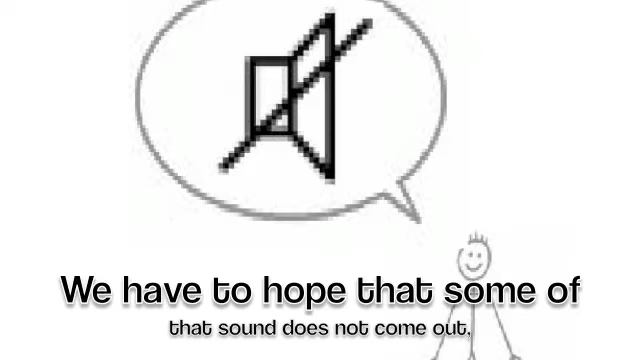 We have to hope that some of
that sound does not come out,